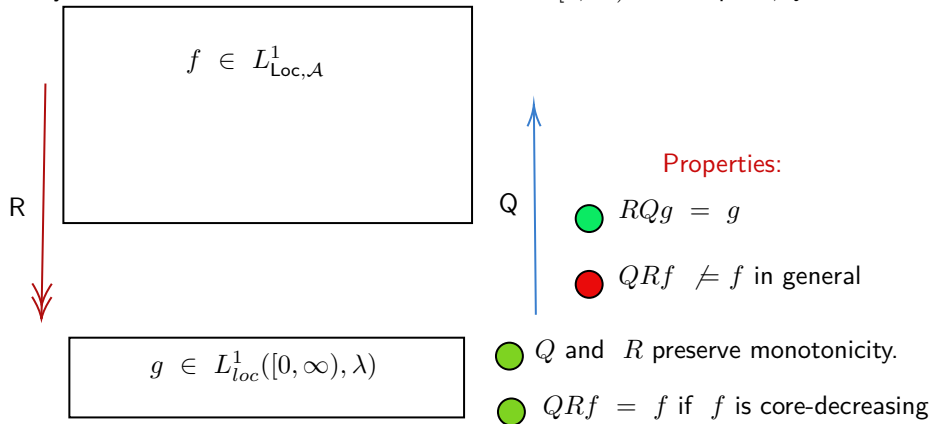 f ∈ L¹_{Loc,𝒜}
R
Q
Properties:
RQg = g
QRf ≠ f in general
g ∈ L¹_{loc}([0, ∞), λ)
Q and R preserve monotonicity.
QRf = f if f is core-decreasing